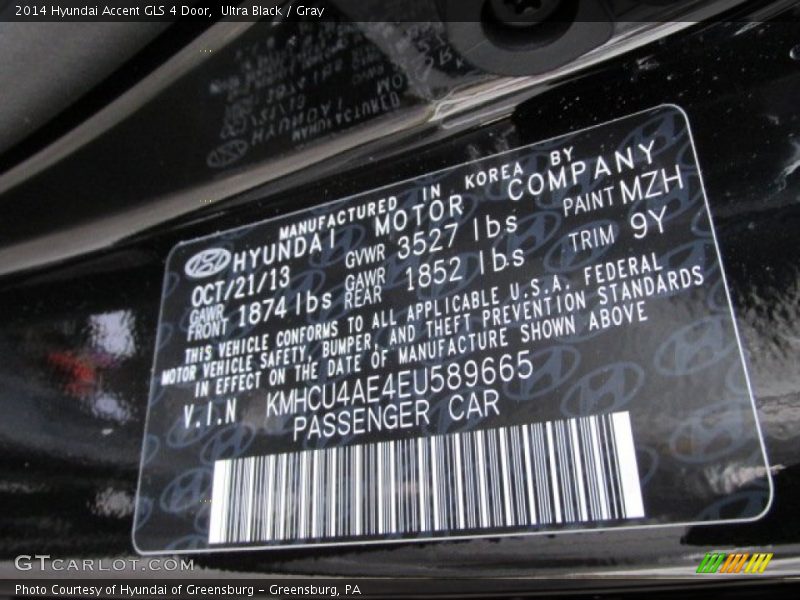 2014 Hyundai Accent GLS 4 Door, Ultra Black / Gray
MANUFACTURED IN KOREA BY
HYUNDAI MOTOR COMPANY
OCT/21/13 GVWR 3527 lbs PAINT MZH
GAWR FRONT 1874 lbs GAWR REAR 1852 lbs TRIM 9Y
THIS VEHICLE CONFORMS TO ALL APPLICABLE U.S.A. FEDERAL
MOTOR VEHICLE SAFETY, BUMPER, AND THEFT PREVENTION STANDARDS
IN EFFECT ON THE DATE OF MANUFACTURE SHOWN ABOVE
V.I.N KMHCU4AE4EU589665
PASSENGER CAR
GTCARLOT.COM
Photo Courtesy of Hyundai of Greensburg - Greensburg, PA